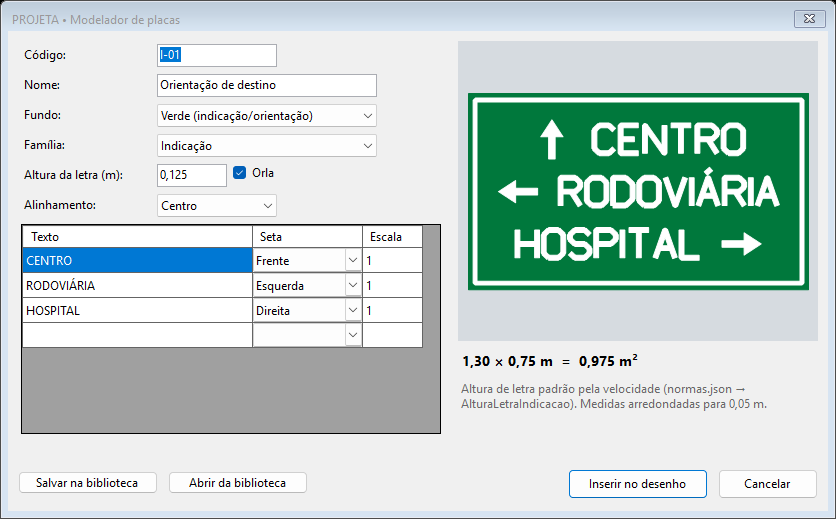 PROJETA • Modelador de placas
Código:
I-01
Nome:
Orientação de destino
Fundo:
Verde (indicação/orientação)
Família:
Indicação
Altura da letra (m):
0,125
Orla
Alinhamento:
Centro
Texto Seta Escala
CENTRO Frente 1
RODOVIÁRIA Esquerda 1
HOSPITAL Direita 1
CENTRO
RODOVIÁRIA
HOSPITAL
1,30 × 0,75 m = 0,975 m²
Altura de letra padrão pela velocidade (normas.json →
AlturaLetraIndicacao). Medidas arredondadas para 0,05 m.
Salvar na biblioteca
Abrir da biblioteca
Inserir no desenho
Cancelar